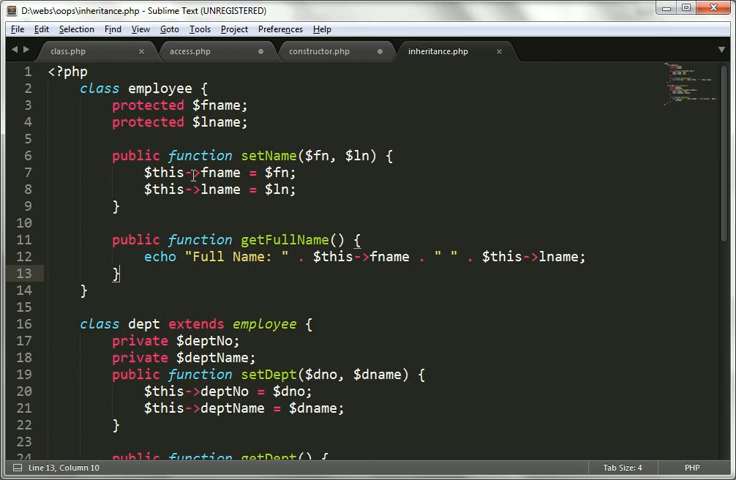 D:\webs\oops\inheritance.php - Sublime Text (UNREGISTERED)
File Edit Selection Find View Goto Tools Project Preferences Help
class.php access.php constructor.php inheritance.php
1 <?php
2 class employee {
3 protected $fname;
4 protected $lname;
5
6 public function setName($fn, $ln) {
7 $this->fname = $fn;
8 $this->lname = $ln;
9 }
10
11 public function getFullName() {
12 echo "Full Name: " . $this->fname . " " . $this->lname;
13 }
14 }
15
16 class dept extends employee {
17 private $deptNo;
18 private $deptName;
19 public function setDept($dno, $dname) {
20 $this->deptNo = $dno;
21 $this->deptName = $dname;
22 }
23
public function getDept() {
Line 13, Column 10 Tab Size: 4 PHP